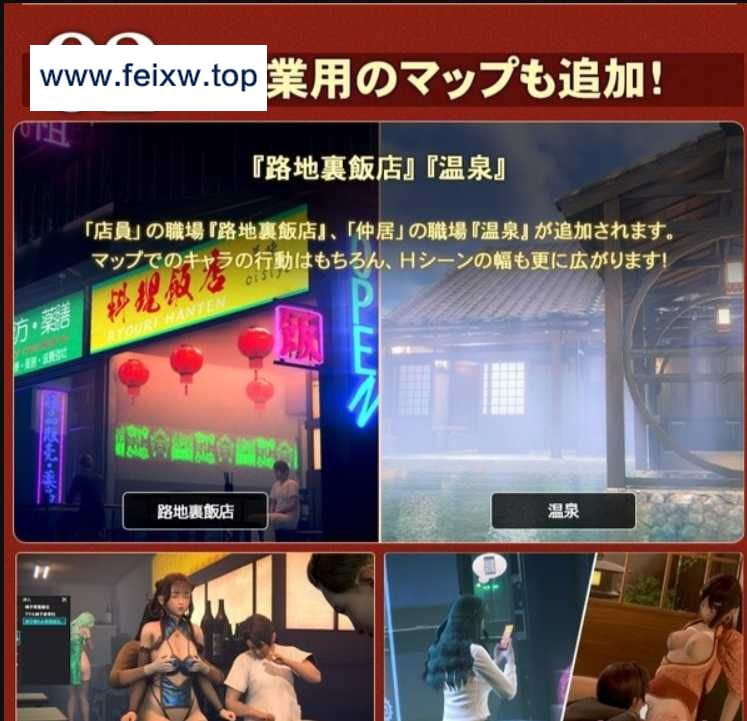 www.feixw.top
業用のマップも追加!
『路地裏飯店』『温泉』
「店員」の職場『路地裏飯店』、「仲居」の職場『温泉』が追加されます。
マップでのキャラの行動はもちろん、Hシーンの幅も更に広がります!
料理飯店
RYOURI HANTEN
方・薬膳
飯
OPEN
路地裏飯店
温泉